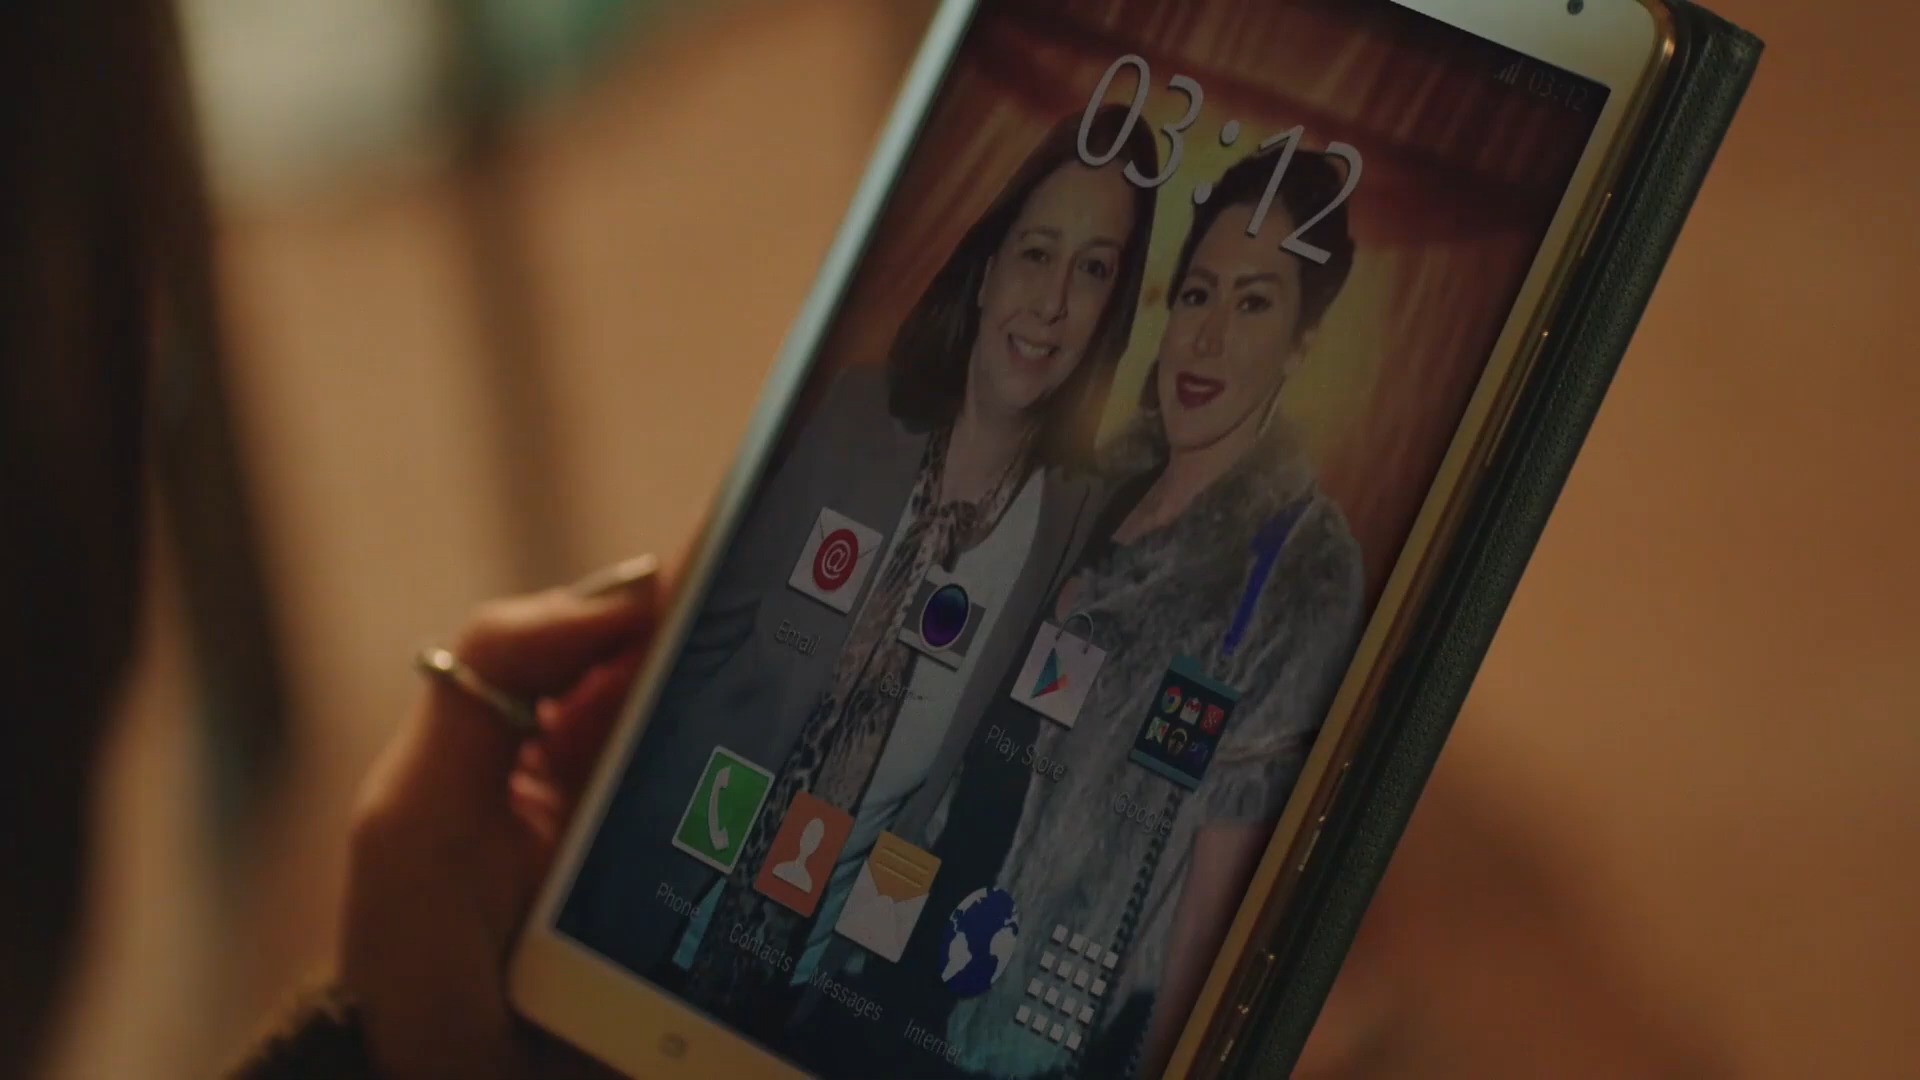 03:12
03:12
Email
Play Store
Google
Phone
Contacts
Messages
Internet